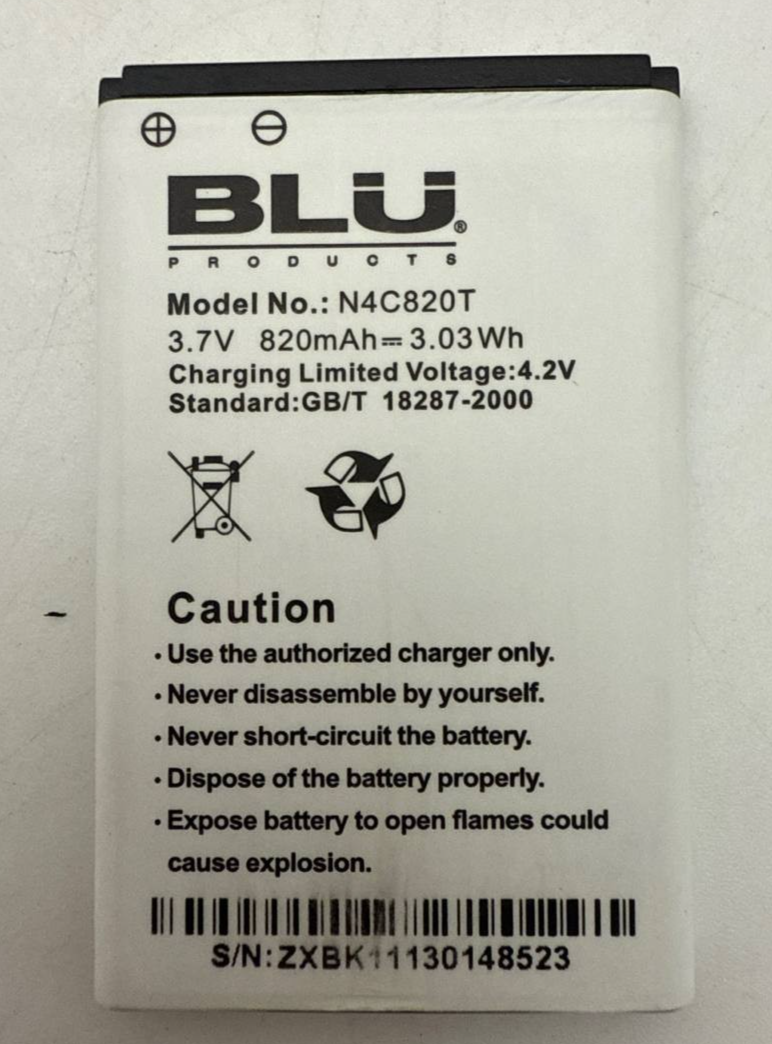 ⊕ ⊖
BLU®
PRODUCTS
Model No.: N4C820T
3.7V 820mAh⎓3.03Wh
Charging Limited Voltage:4.2V
Standard:GB/T 18287-2000
Caution
· Use the authorized charger only.
· Never disassemble by yourself.
· Never short-circuit the battery.
· Dispose of the battery properly.
· Expose battery to open flames could
cause explosion.
S/N:ZXBK11130148523